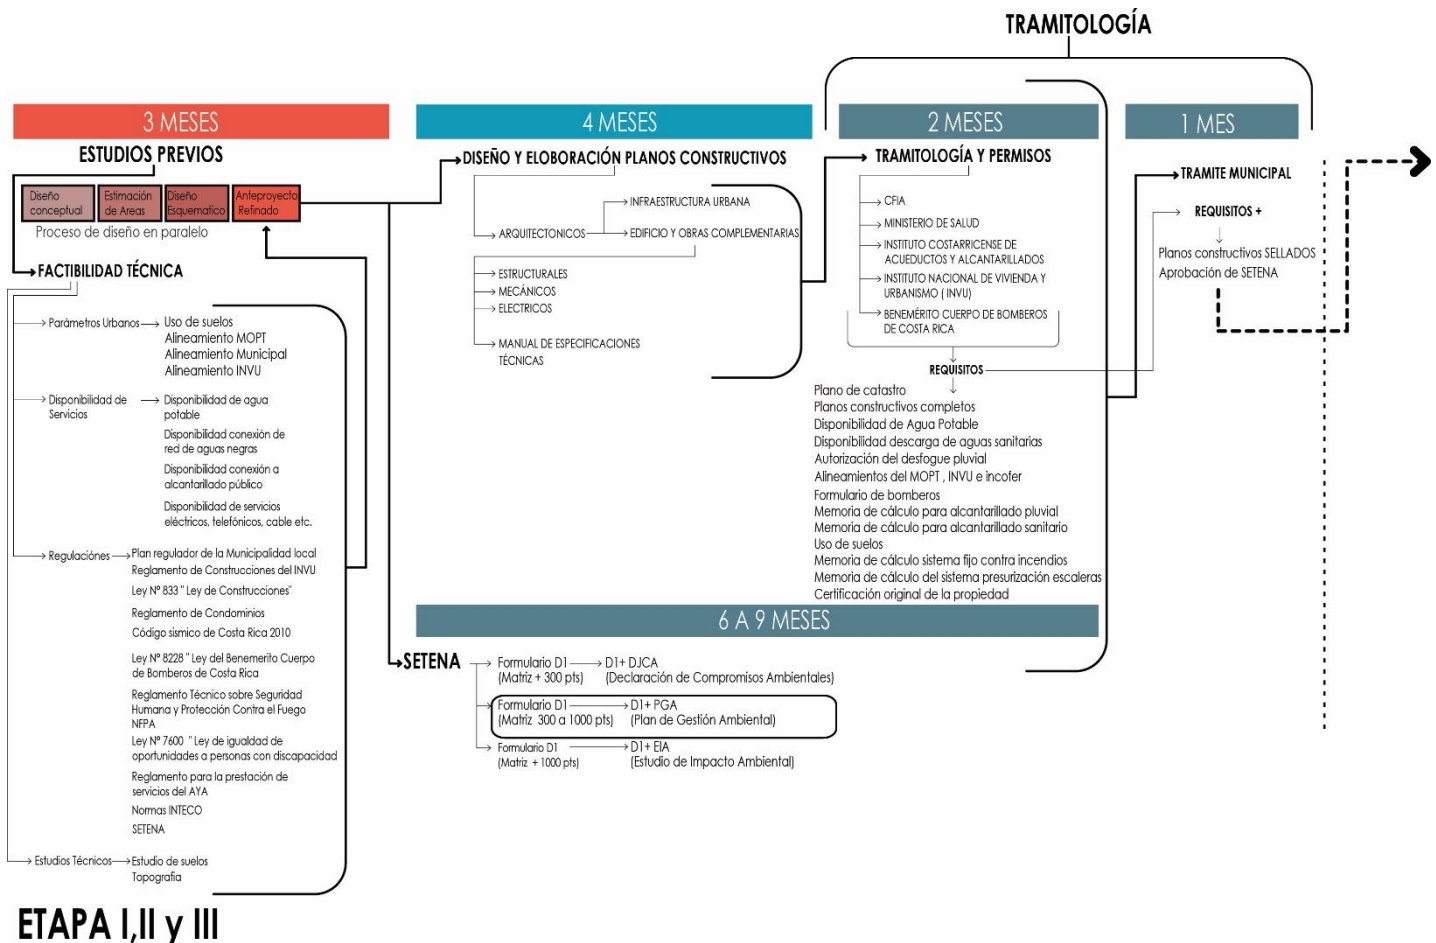 TRAMITOLOGÍA
3 MESES
ESTUDIOS PREVIOS
Diseño
conceptual
Estimación
de Areas
Diseño
Esquematico
Anteproyecto
Refinado
Proceso de diseño en paralelo
FACTIBILIDAD TÉCNICA
Parámetros Urbanos
Uso de suelos
Alineamiento MOPT
Alineamiento Municipal
Alineamiento INVU
Disponibilidad de
Servicios
Disponibilidad de agua
potable
Disponibilidad conexión de
red de aguas negras
Disponibilidad conexión a
alcantarillado público
Disponibilidad de servicios
eléctricos, telefónicos, cable etc.
Regulaciónes
Plan regulador de la Municipalidad local
Reglamento de Construcciones del INVU
Ley Nº 833 " Ley de Construcciones"
Reglamento de Condominios
Código sismico de Costa Rica 2010
Ley Nº 8228 " Ley del Benemerito Cuerpo
de Bomberos de Costa Rica
Reglamento Técnico sobre Seguridad
Humana y Protección Contra el Fuego
NFPA
Ley Nº 7600 " Ley de igualdad de
oportunidades a personas con discapacidad
Reglamento para la prestación de
servicios del AYA
Normas INTECO
SETENA
Estudios Técnicos
Estudio de suelos
Topografia
4 MESES
DISEÑO Y ELOBORACIÓN PLANOS CONSTRUCTIVOS
INFRAESTRUCTURA URBANA
ARQUITECTONICOS
EDIFICIO Y OBRAS COMPLEMENTARIAS
ESTRUCTURALES
MECÁNICOS
ELECTRICOS
MANUAL DE ESPECIFICACIONES
TÉCNICAS
2 MESES
TRAMITOLOGÍA Y PERMISOS
CFIA
MINISTERIO DE SALUD
INSTITUTO COSTARRICENSE DE
ACUEDUCTOS Y ALCANTARILLADOS
INSTITUTO NACIONAL DE VIVIENDA Y
URBANISMO ( INVU)
BENEMÉRITO CUERPO DE BOMBEROS
DE COSTA RICA
REQUISITOS
Plano de catastro
Planos constructivos completos
Disponibilidad de Agua Potable
Disponibilidad descarga de aguas sanitarias
Autorización del desfogue pluvial
Alineamientos del MOPT , INVU e incofer
Formulario de bomberos
Memoria de cálculo para alcantarillado pluvial
Memoria de cálculo para alcantarillado sanitario
Uso de suelos
Memoria de cálculo sistema fijo contra incendios
Memoria de cálculo del sistema presurización escaleras
Certificación original de la propiedad
1 MES
TRAMITE MUNICIPAL
REQUISITOS +
Planos constructivos SELLADOS
Aprobación de SETENA
6 A 9 MESES
SETENA
Formulario D1
(Matriz + 300 pts)
D1+ DJCA
(Declaración de Compromisos Ambientales)
Formulario D1
(Matriz 300 a 1000 pts)
D1+ PGA
(Plan de Gestión Ambiental)
Formulario D1
(Matriz + 1000 pts)
D1+ EIA
(Estudio de Impacto Ambiental)
ETAPA I,II y III